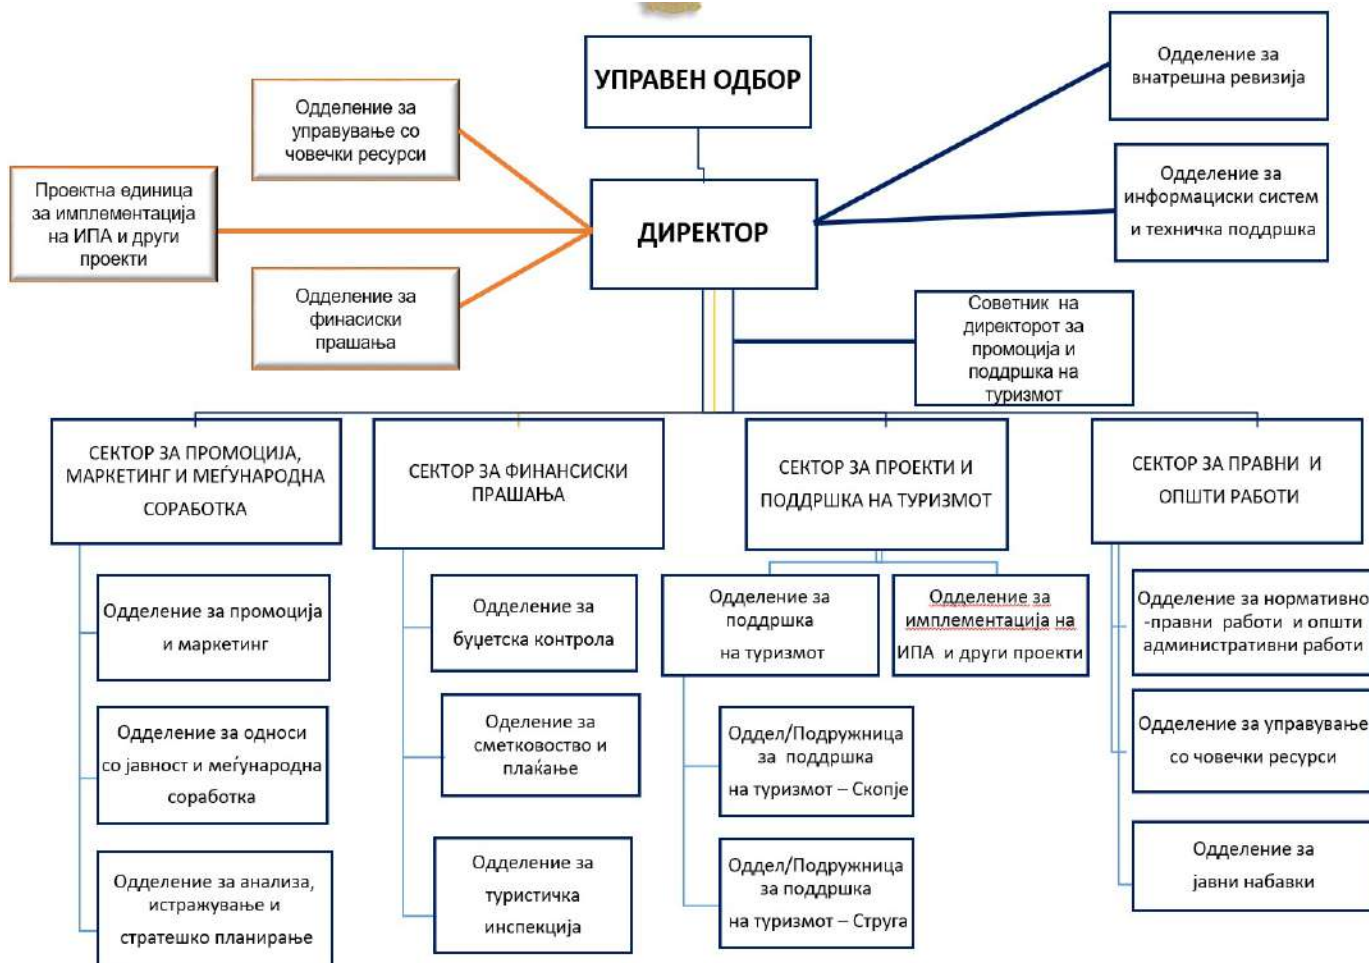 УПРАВЕН ОДБОР
Одделение за
внатрешна ревизија
Одделение за
управување со
човечки ресурси
Проектна единица
за имплементација
на ИПА и други
проекти
ДИРЕКТОР
Одделение за
информациски систем
и техничка поддршка
Одделение за
финасиски
прашања
Советник на
директорот за
промоција и
поддршка на
туризмот
СЕКТОР ЗА ПРОМОЦИЈА,
МАРКЕТИНГ И МЕЃУНАРОДНА
СОРАБОТКА
СЕКТОР ЗА ФИНАНСИСКИ
ПРАШАЊА
СЕКТОР ЗА ПРОЕКТИ И
ПОДДРШКА НА ТУРИЗМОТ
СЕКТОР ЗА ПРАВНИ И
ОПШТИ РАБОТИ
Одделение за промоција
и маркетинг
Одделение за
буџетска контрола
Одделение за
поддршка
на туризмот
Одделение за
имплементација на
ИПА и други проекти
Одделение за нормативно
-правни работи и општи
административни работи
Одделение за односи
со јавност и меѓународна
соработка
Оделение за
сметковоство и
плаќање
Оддел/Подружница
за поддршка
на туризмот – Скопје
Одделение за управување
со човечки ресурси
Одделение за анализа,
истражување и
стратешко планирање
Одделение за
туристичка
инспекција
Оддел/Подружница
за поддршка
на туризмот – Струга
Одделение за
јавни набавки